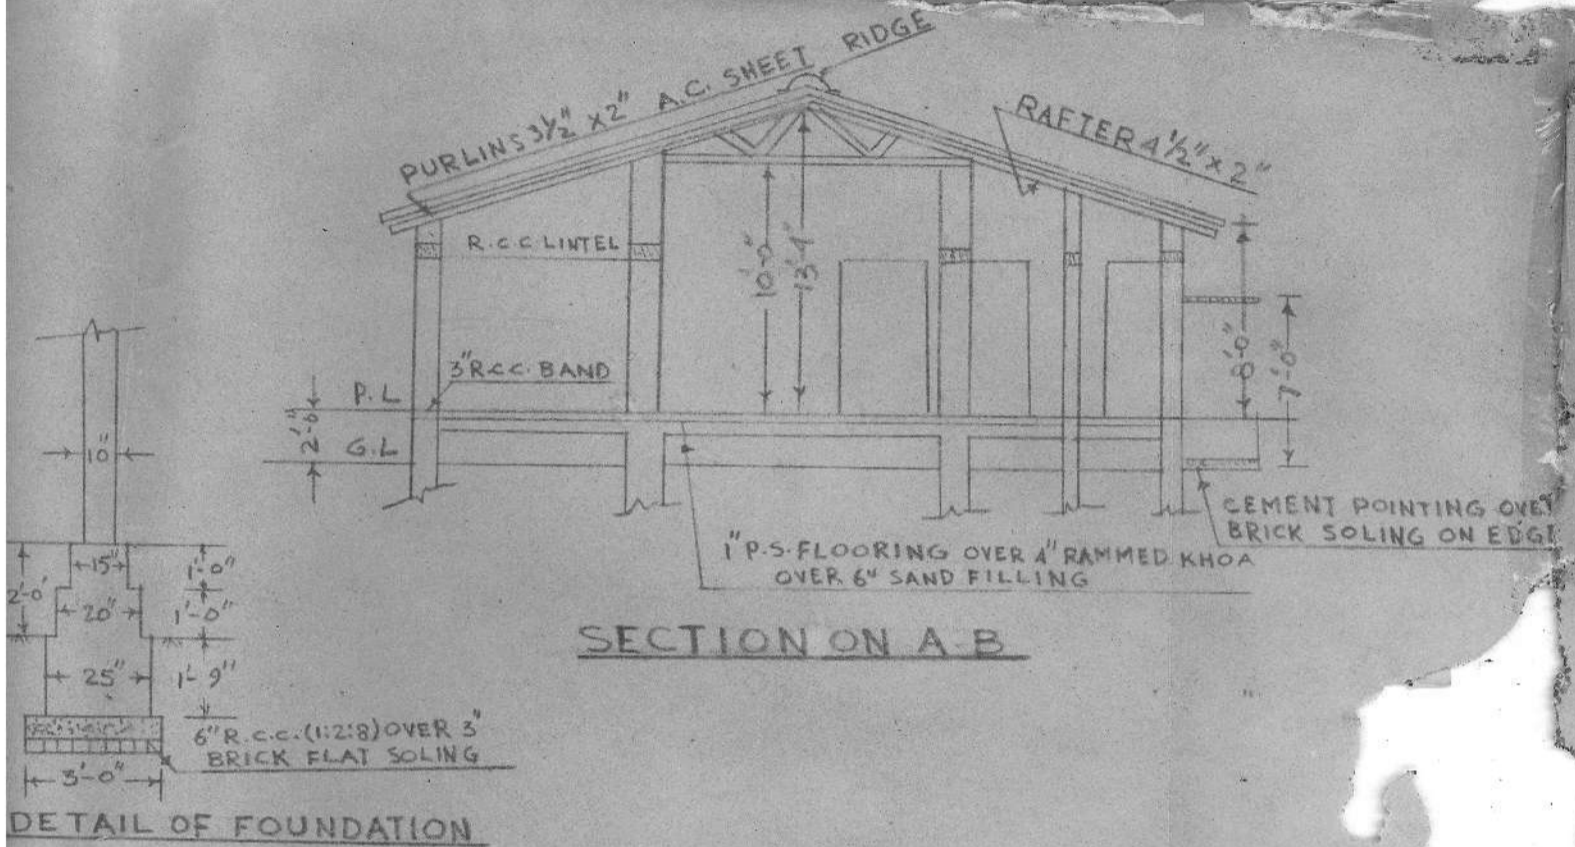 RIDGE
PURLINS 3½" x 2" A.C. SHEET
RAFTER 4½" x 2"
R.C.C LINTEL
10'-0"
13'-4"
8'-0"
7'-0"
3" R.C.C. BAND
P.L
2'-6"
G.L
10"
CEMENT POINTING OVE
BRICK SOLING ON EDG
1" P.S. FLOORING OVER 4" RAMMED KHOA
OVER 6" SAND FILLING
SECTION ON A-B
15"
1'-0"
2'-0"
20"
1'-0"
25"
1'-9"
6" R.C.C. (1:2:8) OVER 3"
BRICK FLAT SOLING
3'-0"
DETAIL OF FOUNDATION